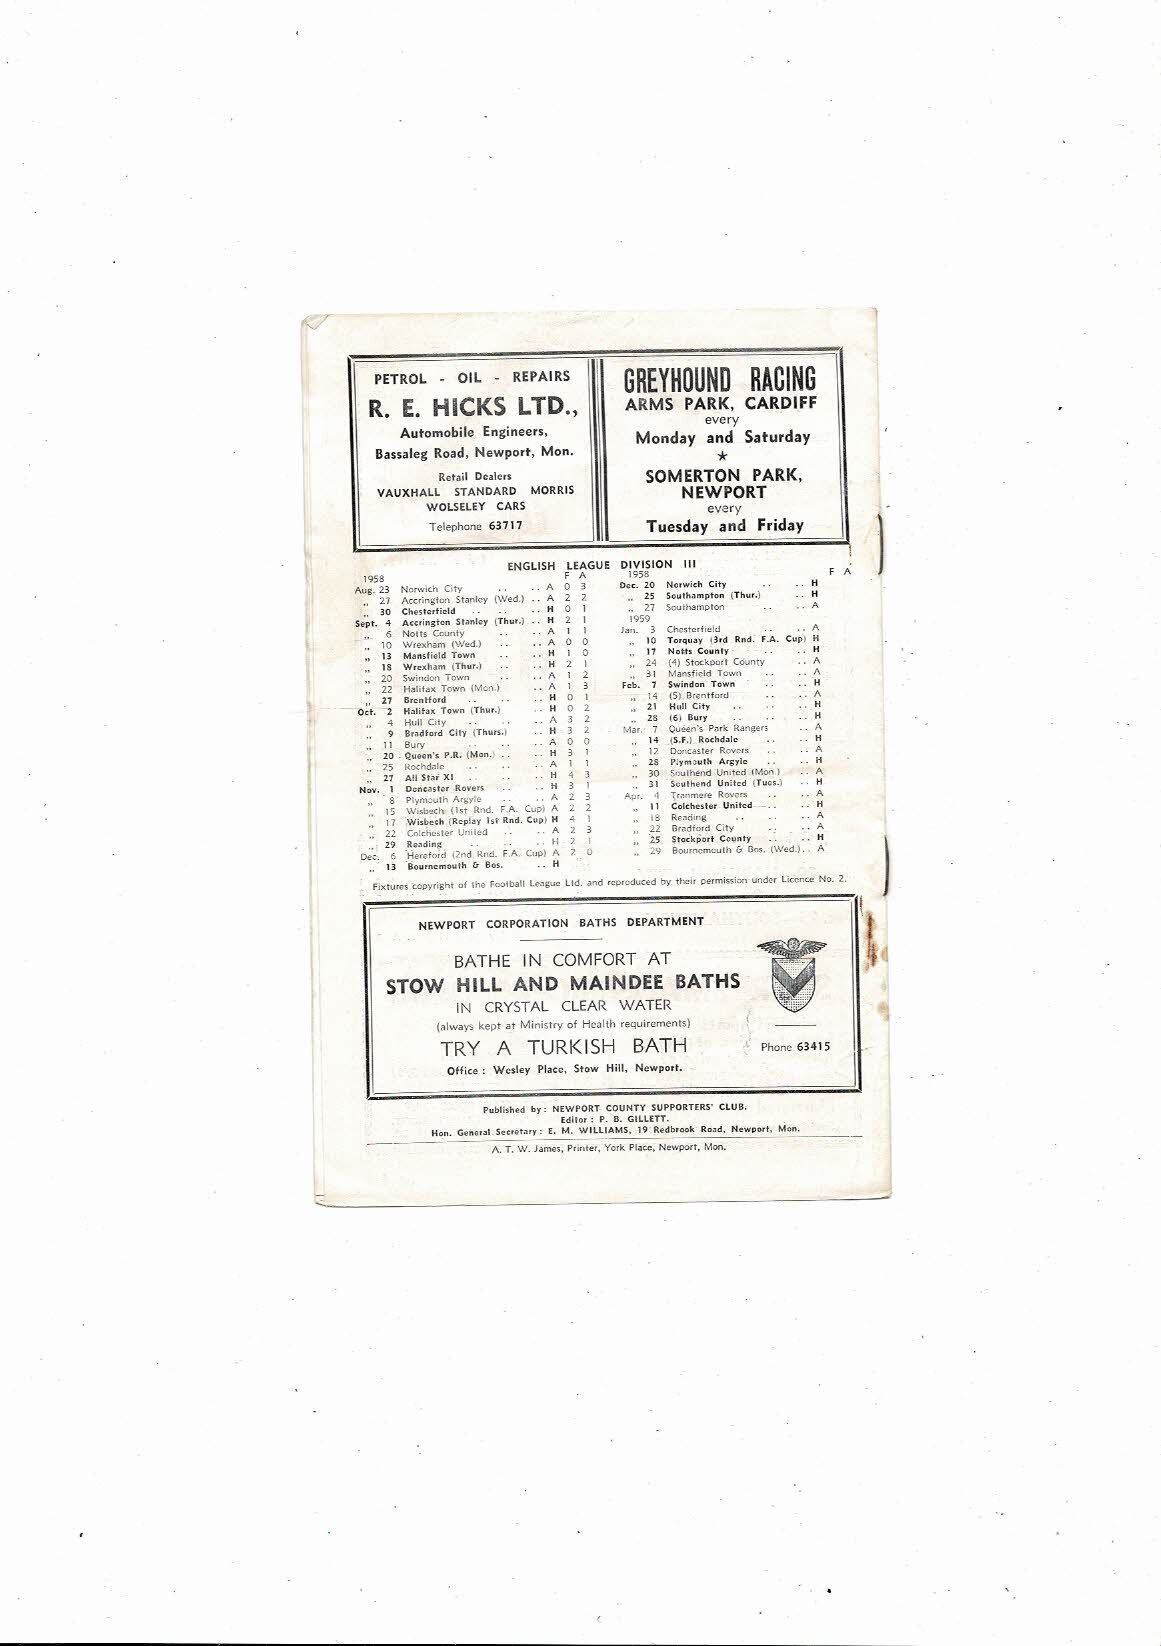 PETROL - OIL - REPAIRS
R. E. HICKS LTD.,
Automobile Engineers,
Bassaleg Road, Newport, Mon.
Retail Dealers
VAUXHALL STANDARD MORRIS
WOLSELEY CARS
Telephone 63717
GREYHOUND RACING
ARMS PARK, CARDIFF
every
Monday and Saturday
★
SOMERTON PARK,
NEWPORT
every
Tuesday and Friday
ENGLISH LEAGUE DIVISION III
1958 F A
Aug. 23 Norwich City .. .. A 0 3
„ 27 Accrington Stanley (Wed.) .. A 2 2
„ 30 Chesterfield .. .. .. H 0 1
Sept. 4 Accrington Stanley (Thur.) .. H 2 1
„ 6 Notts County .. .. A 1 1
„ 10 Wrexham (Wed.) .. .. A 0 0
„ 13 Mansfield Town .. .. H 1 0
„ 18 Wrexham (Thur.) .. .. H 2 1
„ 20 Swindon Town .. .. A 1 2
„ 22 Halifax Town (Mon.) .. A 1 3
„ 27 Brentford .. .. .. H 0 1
Oct. 2 Halifax Town (Thur.) .. H 0 2
„ 4 Hull City .. .. .. A 3 2
„ 9 Bradford City (Thurs.) .. H 3 2
„ 11 Bury .. .. .. A 0 0
„ 20 Queen's P.R. (Mon.) .. .. H 3 1
„ 25 Rochdale .. .. .. A 1 1
„ 27 All Star XI .. .. .. H 4 3
Nov. 1 Doncaster Rovers .. .. H 3 1
„ 8 Plymouth Argyle .. .. A 2 3
„ 15 Wisbech (1st Rnd. F.A. Cup) A 2 2
„ 17 Wisbech (Replay 1st Rnd. Cup) H 4 1
„ 22 Colchester United .. .. A 2 3
„ 29 Reading .. .. .. H 2 1
Dec. 6 Hereford (2nd Rnd. F.A. Cup) A 2 0
„ 13 Bournemouth & Bos. .. H
1958 F A
Dec. 20 Norwich City .. .. H
„ 25 Southampton (Thur.) .. H
„ 27 Southampton .. .. A
1959
Jan. 3 Chesterfield .. .. A
„ 10 Torquay (3rd Rnd. F.A. Cup) H
„ 17 Notts County .. .. H
„ 24 (4) Stockport County .. A
„ 31 Mansfield Town .. .. A
Feb. 7 Swindon Town .. .. H
„ 14 (5) Brentford .. .. A
„ 21 Hull City .. .. .. H
„ 28 (6) Bury .. .. .. H
Mar. 7 Queen's Park Rangers .. A
„ 14 (S.F.) Rochdale .. .. H
„ 12 Doncaster Rovers .. .. A
„ 28 Plymouth Argyle .. .. H
„ 30 Southend United (Mon.) .. A
„ 31 Southend United (Tues.) .. H
Apr. 4 Tranmere Rovers .. .. A
„ 11 Colchester United .. .. H
„ 18 Reading .. .. .. A
„ 22 Bradford City .. .. A
„ 25 Stockport County .. .. H
„ 29 Bournemouth & Bos. (Wed.) .. A
Fixtures copyright of the Football League Ltd. and reproduced by their permission under Licence No. 2.
NEWPORT CORPORATION BATHS DEPARTMENT
BATHE IN COMFORT AT
STOW HILL AND MAINDEE BATHS
IN CRYSTAL CLEAR WATER
(always kept at Ministry of Health requirements)
TRY A TURKISH BATH
Phone 63415
Office : Wesley Place, Stow Hill, Newport.
Published by : NEWPORT COUNTY SUPPORTERS' CLUB.
Editor : P. B. GILLETT.
Hon. General Secretary : E. M. WILLIAMS, 19 Redbrook Road, Newport, Mon.
A. T. W. James, Printer, York Place, Newport, Mon.